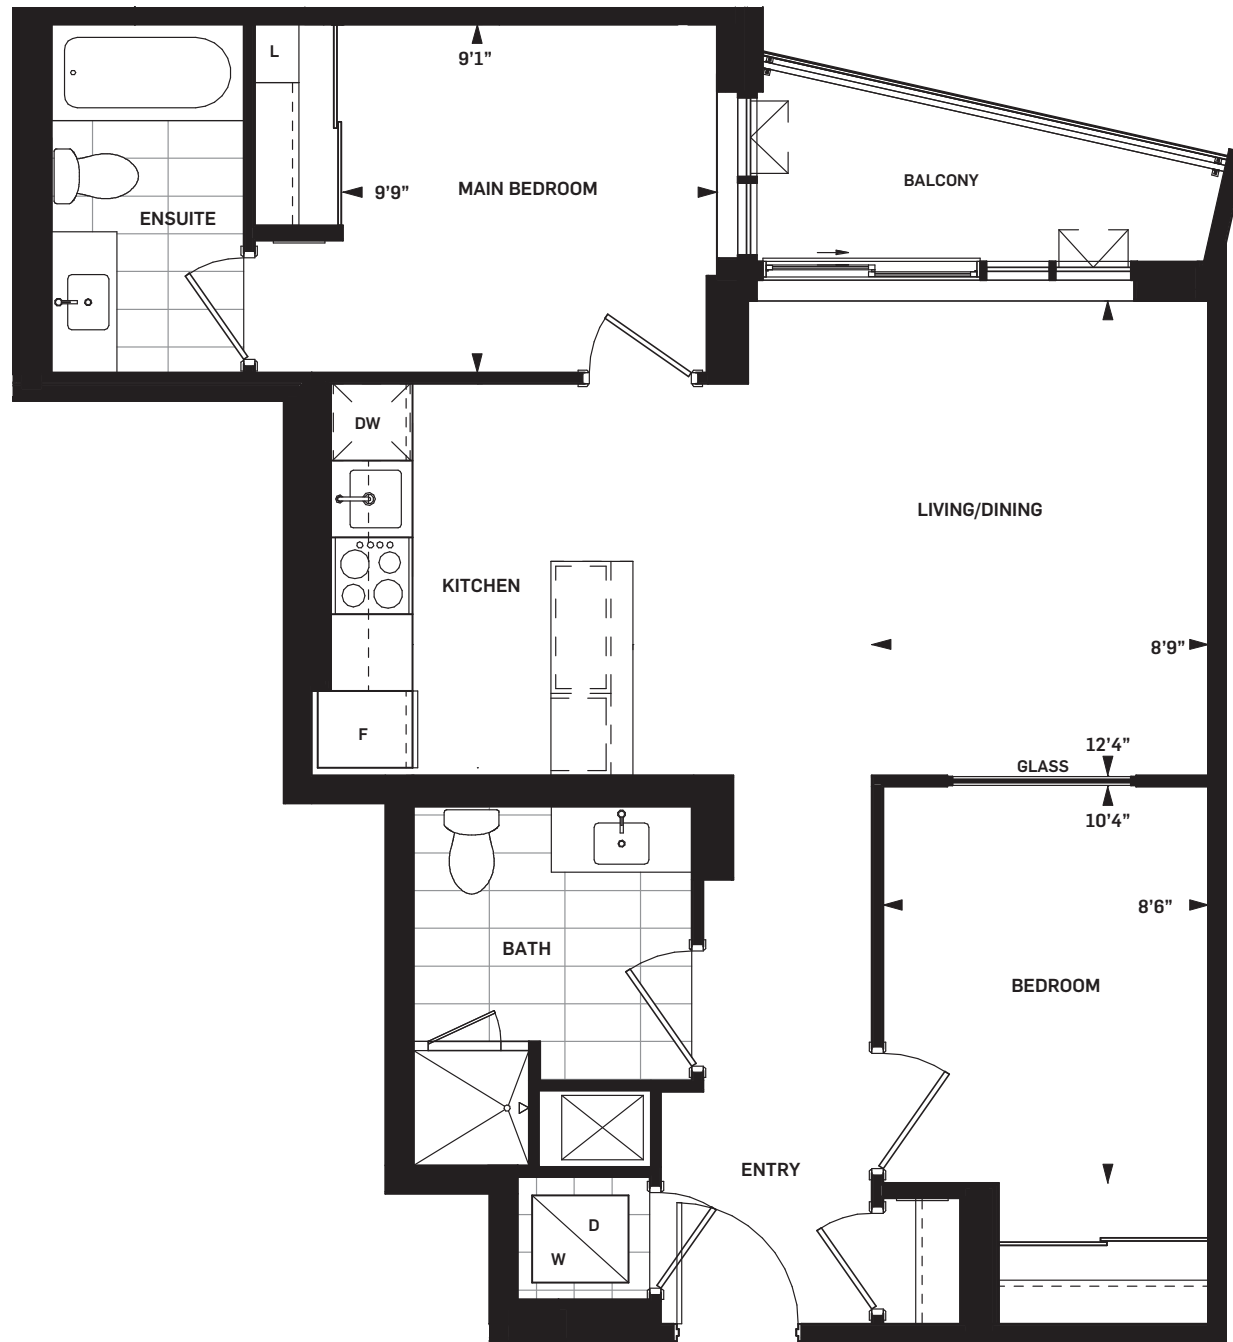 L
9’1”
9’9”
MAIN BEDROOM
BALCONY
ENSUITE
DW
LIVING/DINING
KITCHEN
8’9”
F
12’4”
GLASS
10’4”
8’6”
BATH
BEDROOM
ENTRY
D
W